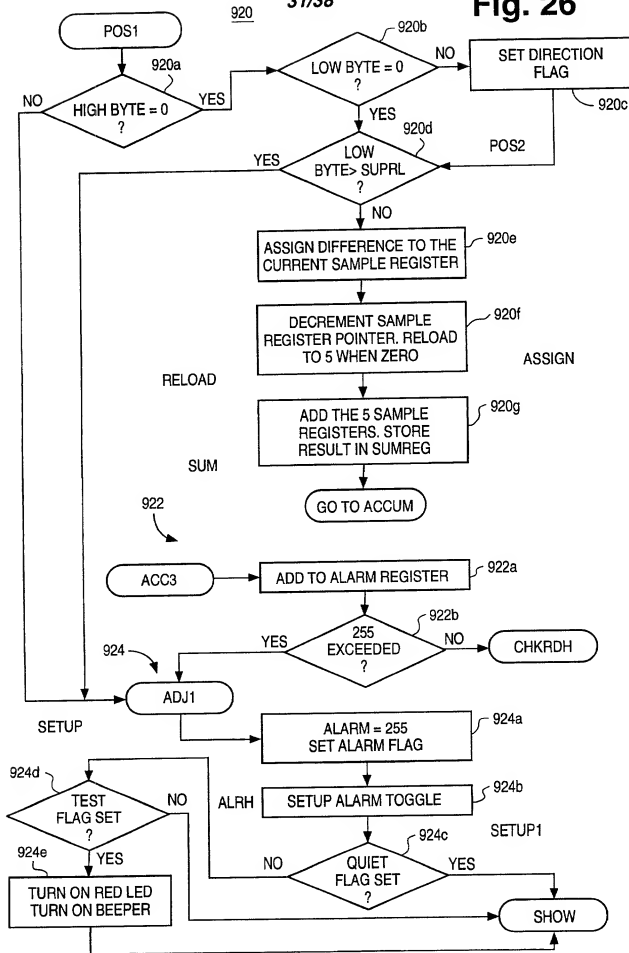 920
31/38
Fig. 26
POS1
920a
HIGH BYTE = 0
?
NO
YES
920b
LOW BYTE = 0
?
NO
YES
SET DIRECTION
FLAG
920c
POS2
920d
LOW
BYTE> SUPRL
?
YES
NO
ASSIGN DIFFERENCE TO THE
CURRENT SAMPLE REGISTER
920e
DECREMENT SAMPLE
REGISTER POINTER. RELOAD
TO 5 WHEN ZERO
920f
ASSIGN
RELOAD
ADD THE 5 SAMPLE
REGISTERS. STORE
RESULT IN SUMREG
920g
SUM
GO TO ACCUM
922
ACC3
ADD TO ALARM REGISTER
922a
922b
255
EXCEEDED
?
YES
NO
CHKRDH
924
ADJ1
SETUP
ALARM = 255
SET ALARM FLAG
924a
SETUP ALARM TOGGLE
924b
ALRH
SETUP1
924c
QUIET
FLAG SET
?
NO
YES
924d
TEST
FLAG SET
?
NO
YES
924e
TURN ON RED LED
TURN ON BEEPER
SHOW